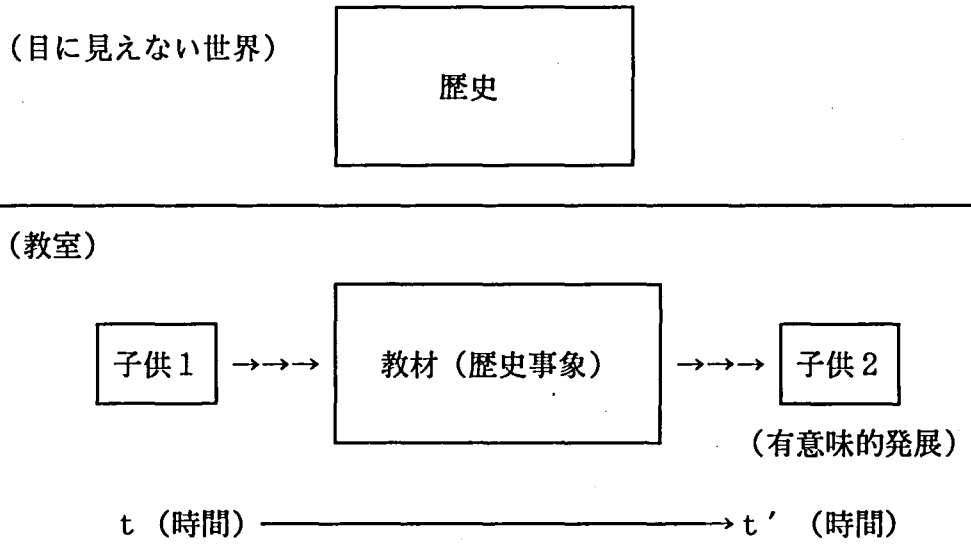 (目に見えない世界)
歴史
(教室)
子供1 →→→ 教材(歴史事象) →→→ 子供2
(有意味的発展)
t (時間) ⟶ t′ (時間)